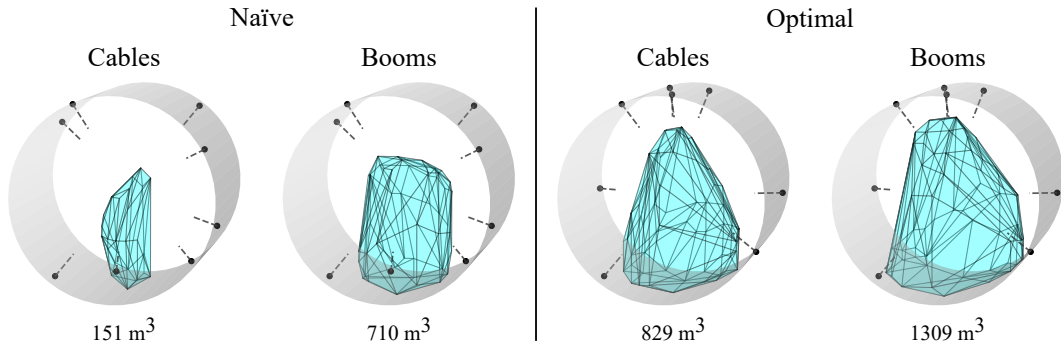 Naïve
Optimal
Cables
Booms
Cables
Booms
151 m³
710 m³
829 m³
1309 m³